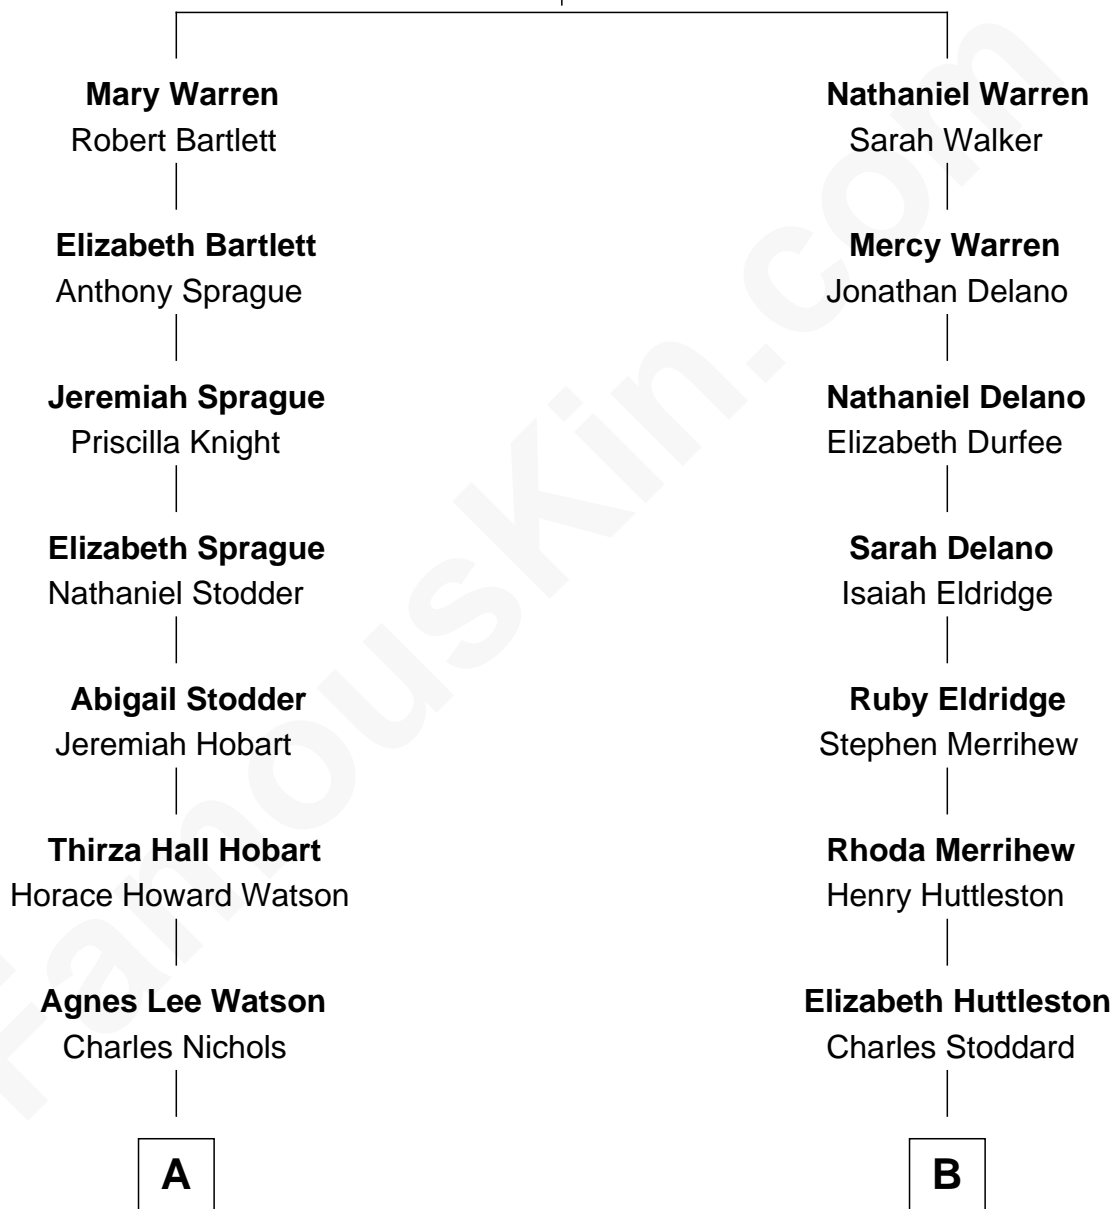 Mary Warren
Robert Bartlett
Elizabeth Bartlett
Anthony Sprague
Jeremiah Sprague
Priscilla Knight
Elizabeth Sprague
Nathaniel Stodder
Abigail Stodder
Jeremiah Hobart
Thirza Hall Hobart
Horace Howard Watson
Agnes Lee Watson
Charles Nichols
A
Nathaniel Warren
Sarah Walker
Mercy Warren
Jonathan Delano
Nathaniel Delano
Elizabeth Durfee
Sarah Delano
Isaiah Eldridge
Ruby Eldridge
Stephen Merrihew
Rhoda Merrihew
Henry Huttleston
Elizabeth Huttleston
Charles Stoddard
B
FamousKin.com